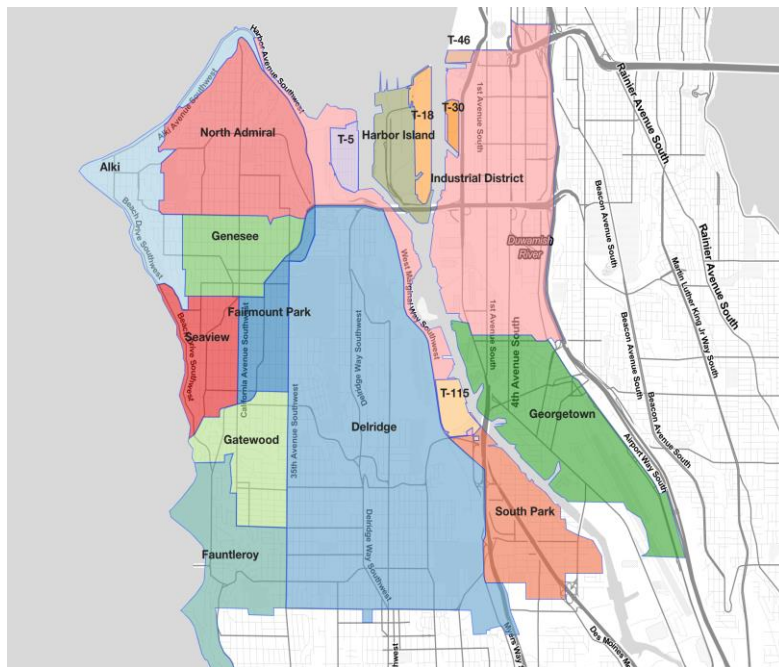 T-46
Harbor Avenue Southwest
Alki Avenue Southwest
North Admiral
T-5
Harbor Island
T-18
T-30
1st Avenue South
Industrial District
Rainier Avenue South
Alki
Beach Drive Southwest
Genesee
Duwamish
River
Beacon Avenue South
Rainier Avenue South
Martin Luther King Jr Way South
West Marginal Way Southwest
Fairmount Park
Seaview
Beach Drive Southwest
California Avenue Southwest
Delridge Way Southwest
1st Avenue South
4th Avenue South
Beacon Avenue South
T-115
Georgetown
Gatewood
Delridge
35th Avenue Southwest
Airport Way South
Beacon Avenue South
South Park
Fauntleroy
Delridge Way Southwest
Myers Way
Des Moines M